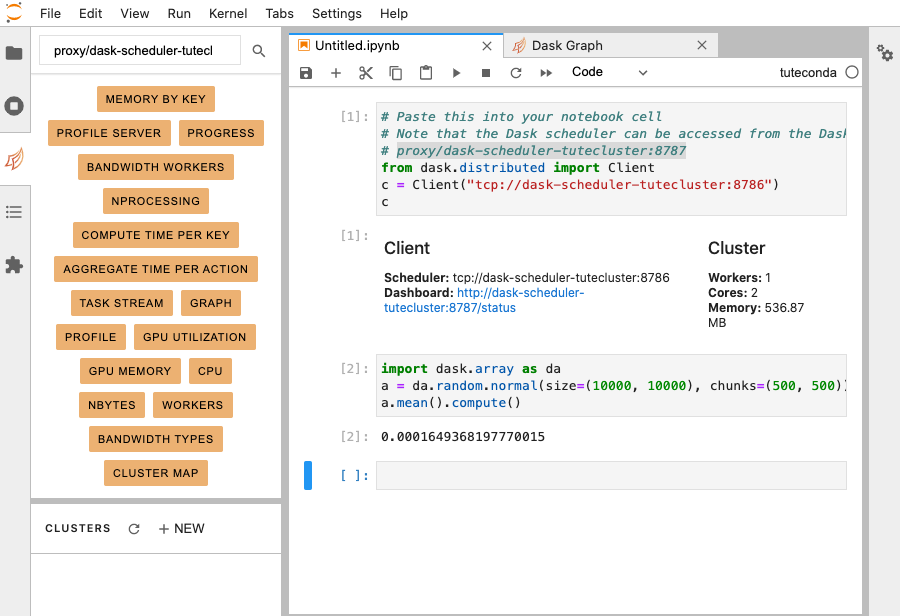 File Edit View Run Kernel Tabs Settings Help
proxy/dask-scheduler-tutecl
MEMORY BY KEY
PROFILE SERVER PROGRESS
BANDWIDTH WORKERS
NPROCESSING
COMPUTE TIME PER KEY
AGGREGATE TIME PER ACTION
TASK STREAM GRAPH
PROFILE GPU UTILIZATION
GPU MEMORY CPU
NBYTES WORKERS
BANDWIDTH TYPES
CLUSTER MAP
CLUSTERS + NEW
Untitled.ipynb Dask Graph
Code tuteconda
[1]: # Paste this into your notebook cell
# Note that the Dask scheduler can be accessed from the Dask
# proxy/dask-scheduler-tutecluster:8787
from dask.distributed import Client
c = Client("tcp://dask-scheduler-tutecluster:8786")
c
[1]:
Client
Scheduler: tcp://dask-scheduler-tutecluster:8786
Dashboard: http://dask-scheduler-
tutecluster:8787/status
Cluster
Workers: 1
Cores: 2
Memory: 536.87
MB
[2]: import dask.array as da
a = da.random.normal(size=(10000, 10000), chunks=(500, 500))
a.mean().compute()
[2]: 0.0001649368197770015
[ ]: